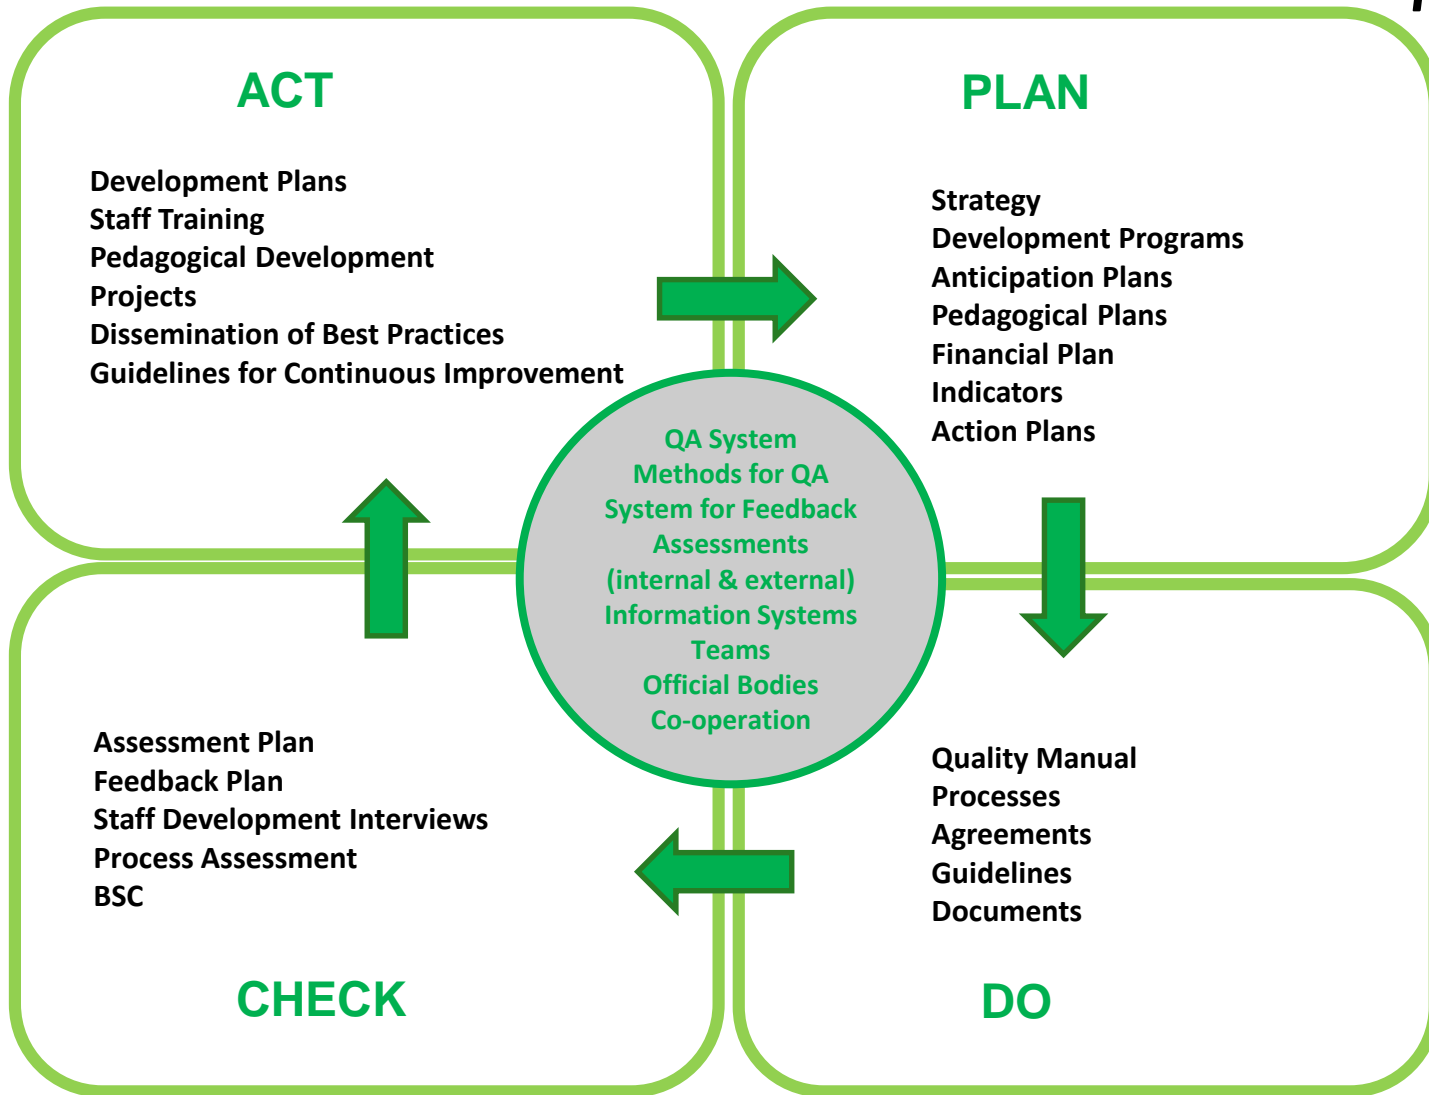 ACT
Development Plans
Staff Training
Pedagogical Development
Projects
Dissemination of Best Practices
Guidelines for Continuous Improvement
PLAN
Strategy
Development Programs
Anticipation Plans
Pedagogical Plans
Financial Plan
Indicators
Action Plans
QA System
Methods for QA
System for Feedback
Assessments
(internal & external)
Information Systems
Teams
Official Bodies
Co-operation
Assessment Plan
Feedback Plan
Staff Development Interviews
Process Assessment
BSC
CHECK
Quality Manual
Processes
Agreements
Guidelines
Documents
DO